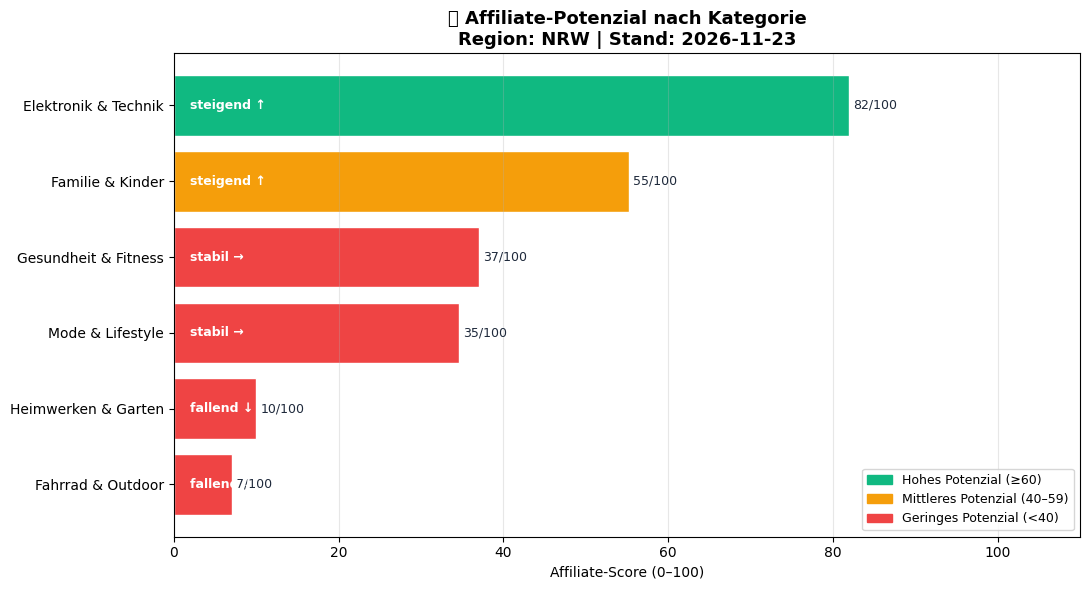 Affiliate-Potenzial nach Kategorie
Region: NRW | Stand: 2026-11-23
Elektronik & Technik
steigend ↑
82/100
Familie & Kinder
steigend ↑
55/100
Gesundheit & Fitness
stabil →
37/100
Mode & Lifestyle
stabil →
35/100
Heimwerken & Garten
fallend ↓
10/100
Fahrrad & Outdoor
fallend
7/100
Hohes Potenzial (≥60)
Mittleres Potenzial (40–59)
Geringes Potenzial (<40)
0 20 40 60 80 100
Affiliate-Score (0–100)